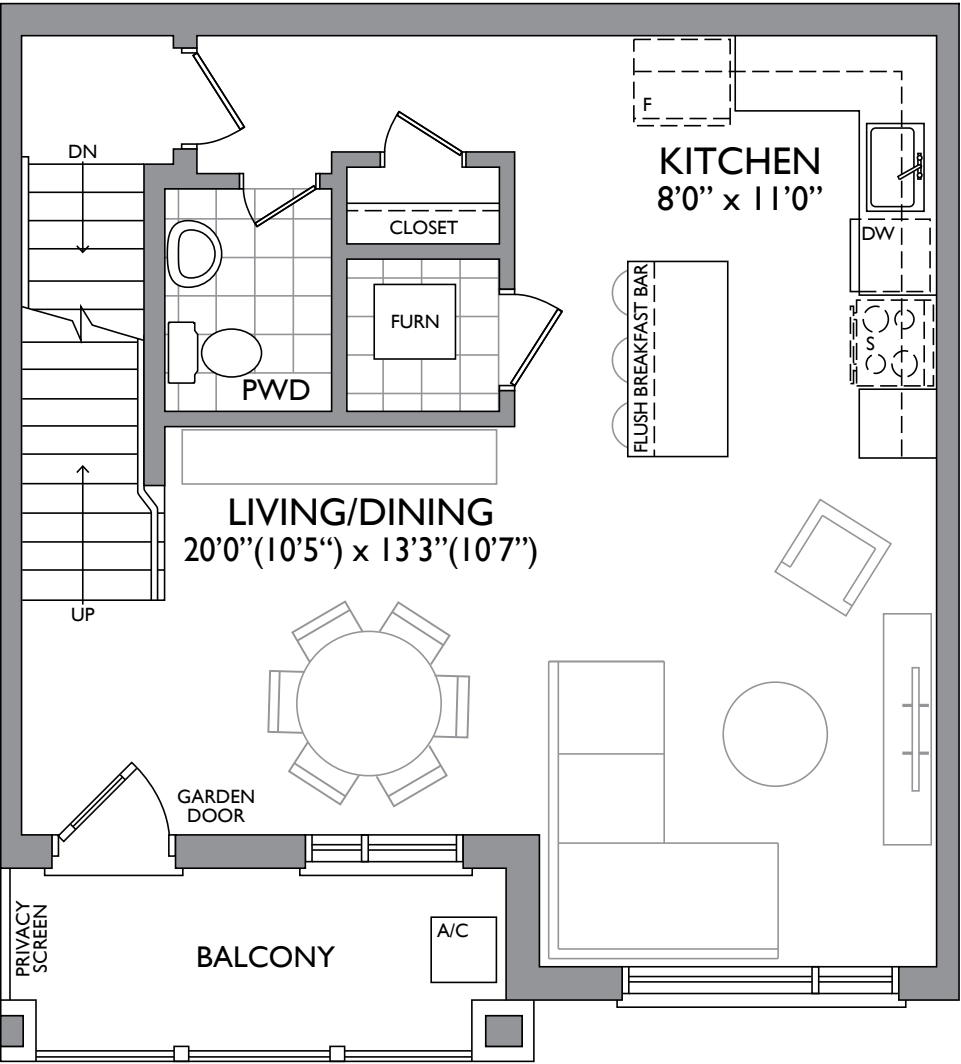 F
DN
KITCHEN
8'0” x 11'0”
CLOSET
DW
FURN
FLUSH BREAKFAST BAR
S
PWD
LIVING/DINING
20'0”(10'5“) x 13'3”(10'7”)
UP
GARDEN
DOOR
PRIVACY
SCREEN
A/C
BALCONY